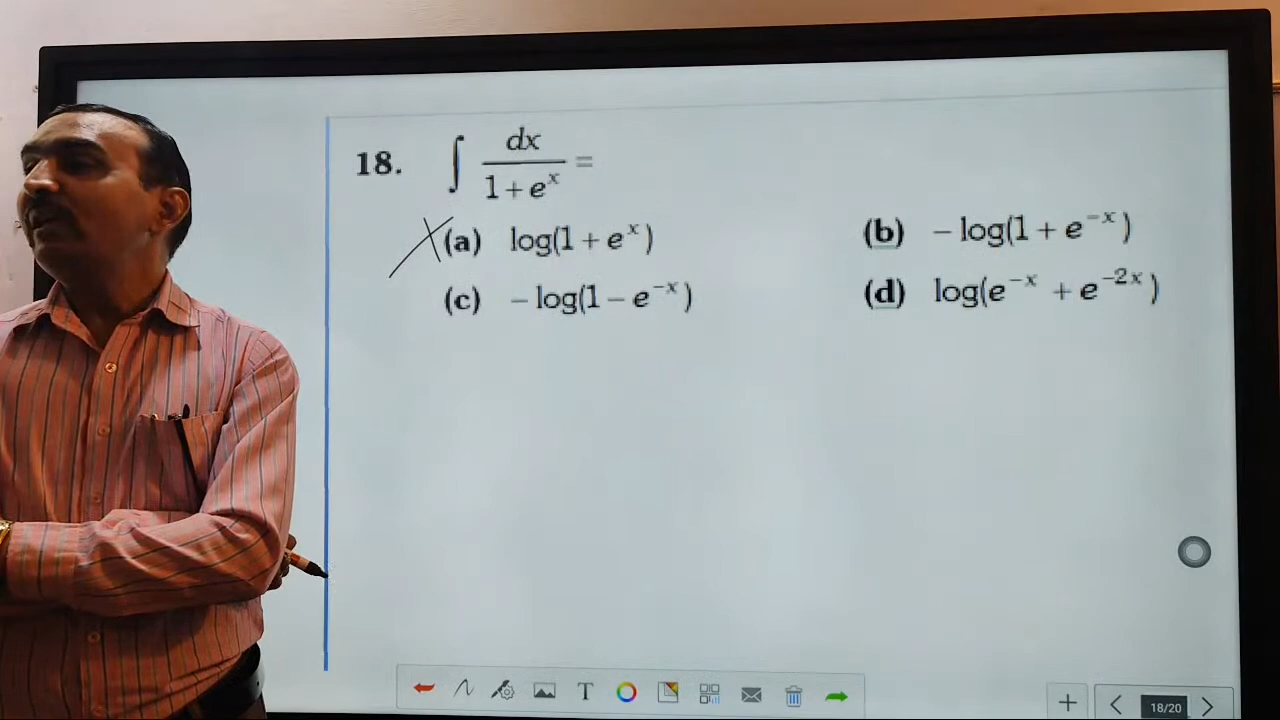 18. ∫ dx / (1 + e^x) =
(a) log(1 + e^x) (b) – log(1 + e^–x)
(c) – log(1 – e^–x) (d) log(e^–x + e^–2x)
T
18/20